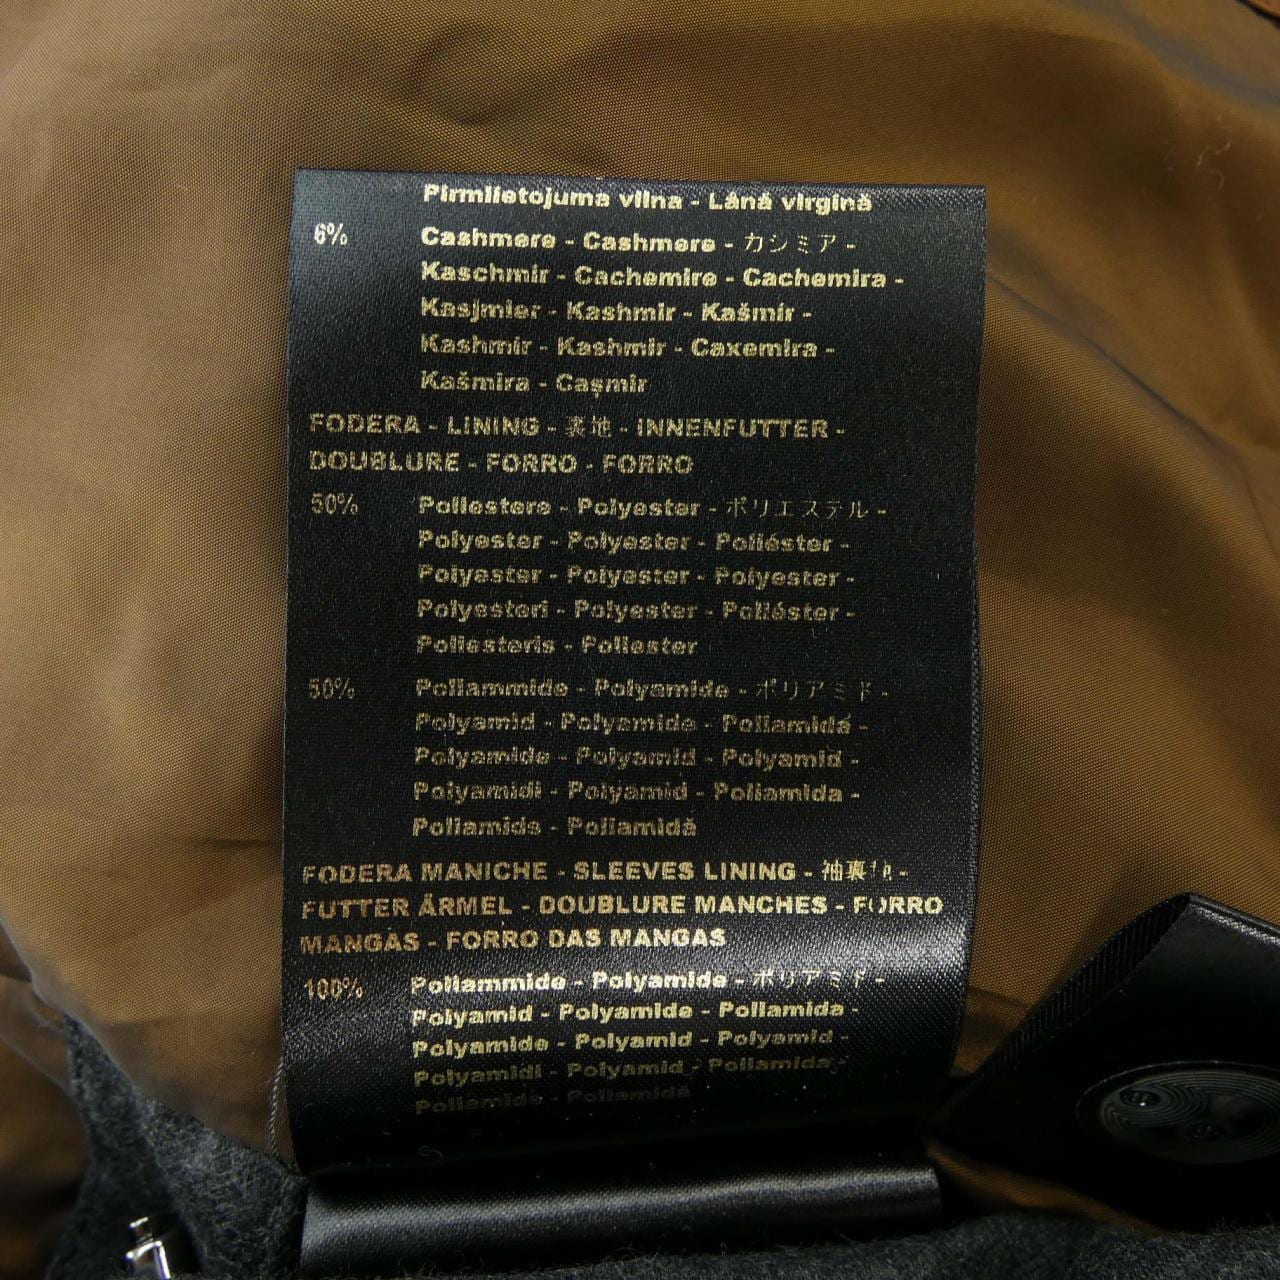 Pirmlietojuma vilna - Lână virgină
6% Cashmere - Cashmere - カシミア -
Kaschmir - Cachemire - Cachemira -
Kasjmier - Kashmir - Kašmír -
Kashmir - Kashmir - Caxemira -
Kašmira - Caşmir
FODERA - LINING - 裏地 - INNENFUTTER -
DOUBLURE - FORRO - FORRO
50% Poliestere - Polyester - ポリエステル -
Polyester - Polyester - Poliéster -
Polyester - Polyester - Polyester -
Polyesteri - Polyester - Poliéster -
Poliesteris - Poliester
50% Poliammide - Polyamide - ポリアミド -
Polyamid - Polyamide - Poliamida -
Polyamide - Polyamid - Polyamid -
Polyamidi - Polyamid - Poliamida -
Poliamids - Poliamidă
FODERA MANICHE - SLEEVES LINING - 袖裏地 -
FUTTER ÄRMEL - DOUBLURE MANCHES - FORRO
MANGAS - FORRO DAS MANGAS
100% Poliammide - Polyamide - ポリアミド -
Polyamid - Polyamide - Poliamida -
Polyamide - Polyamid - Polyamid -
Polyamidi - Polyamid - Poliamida -
Poliamids - Poliamidă